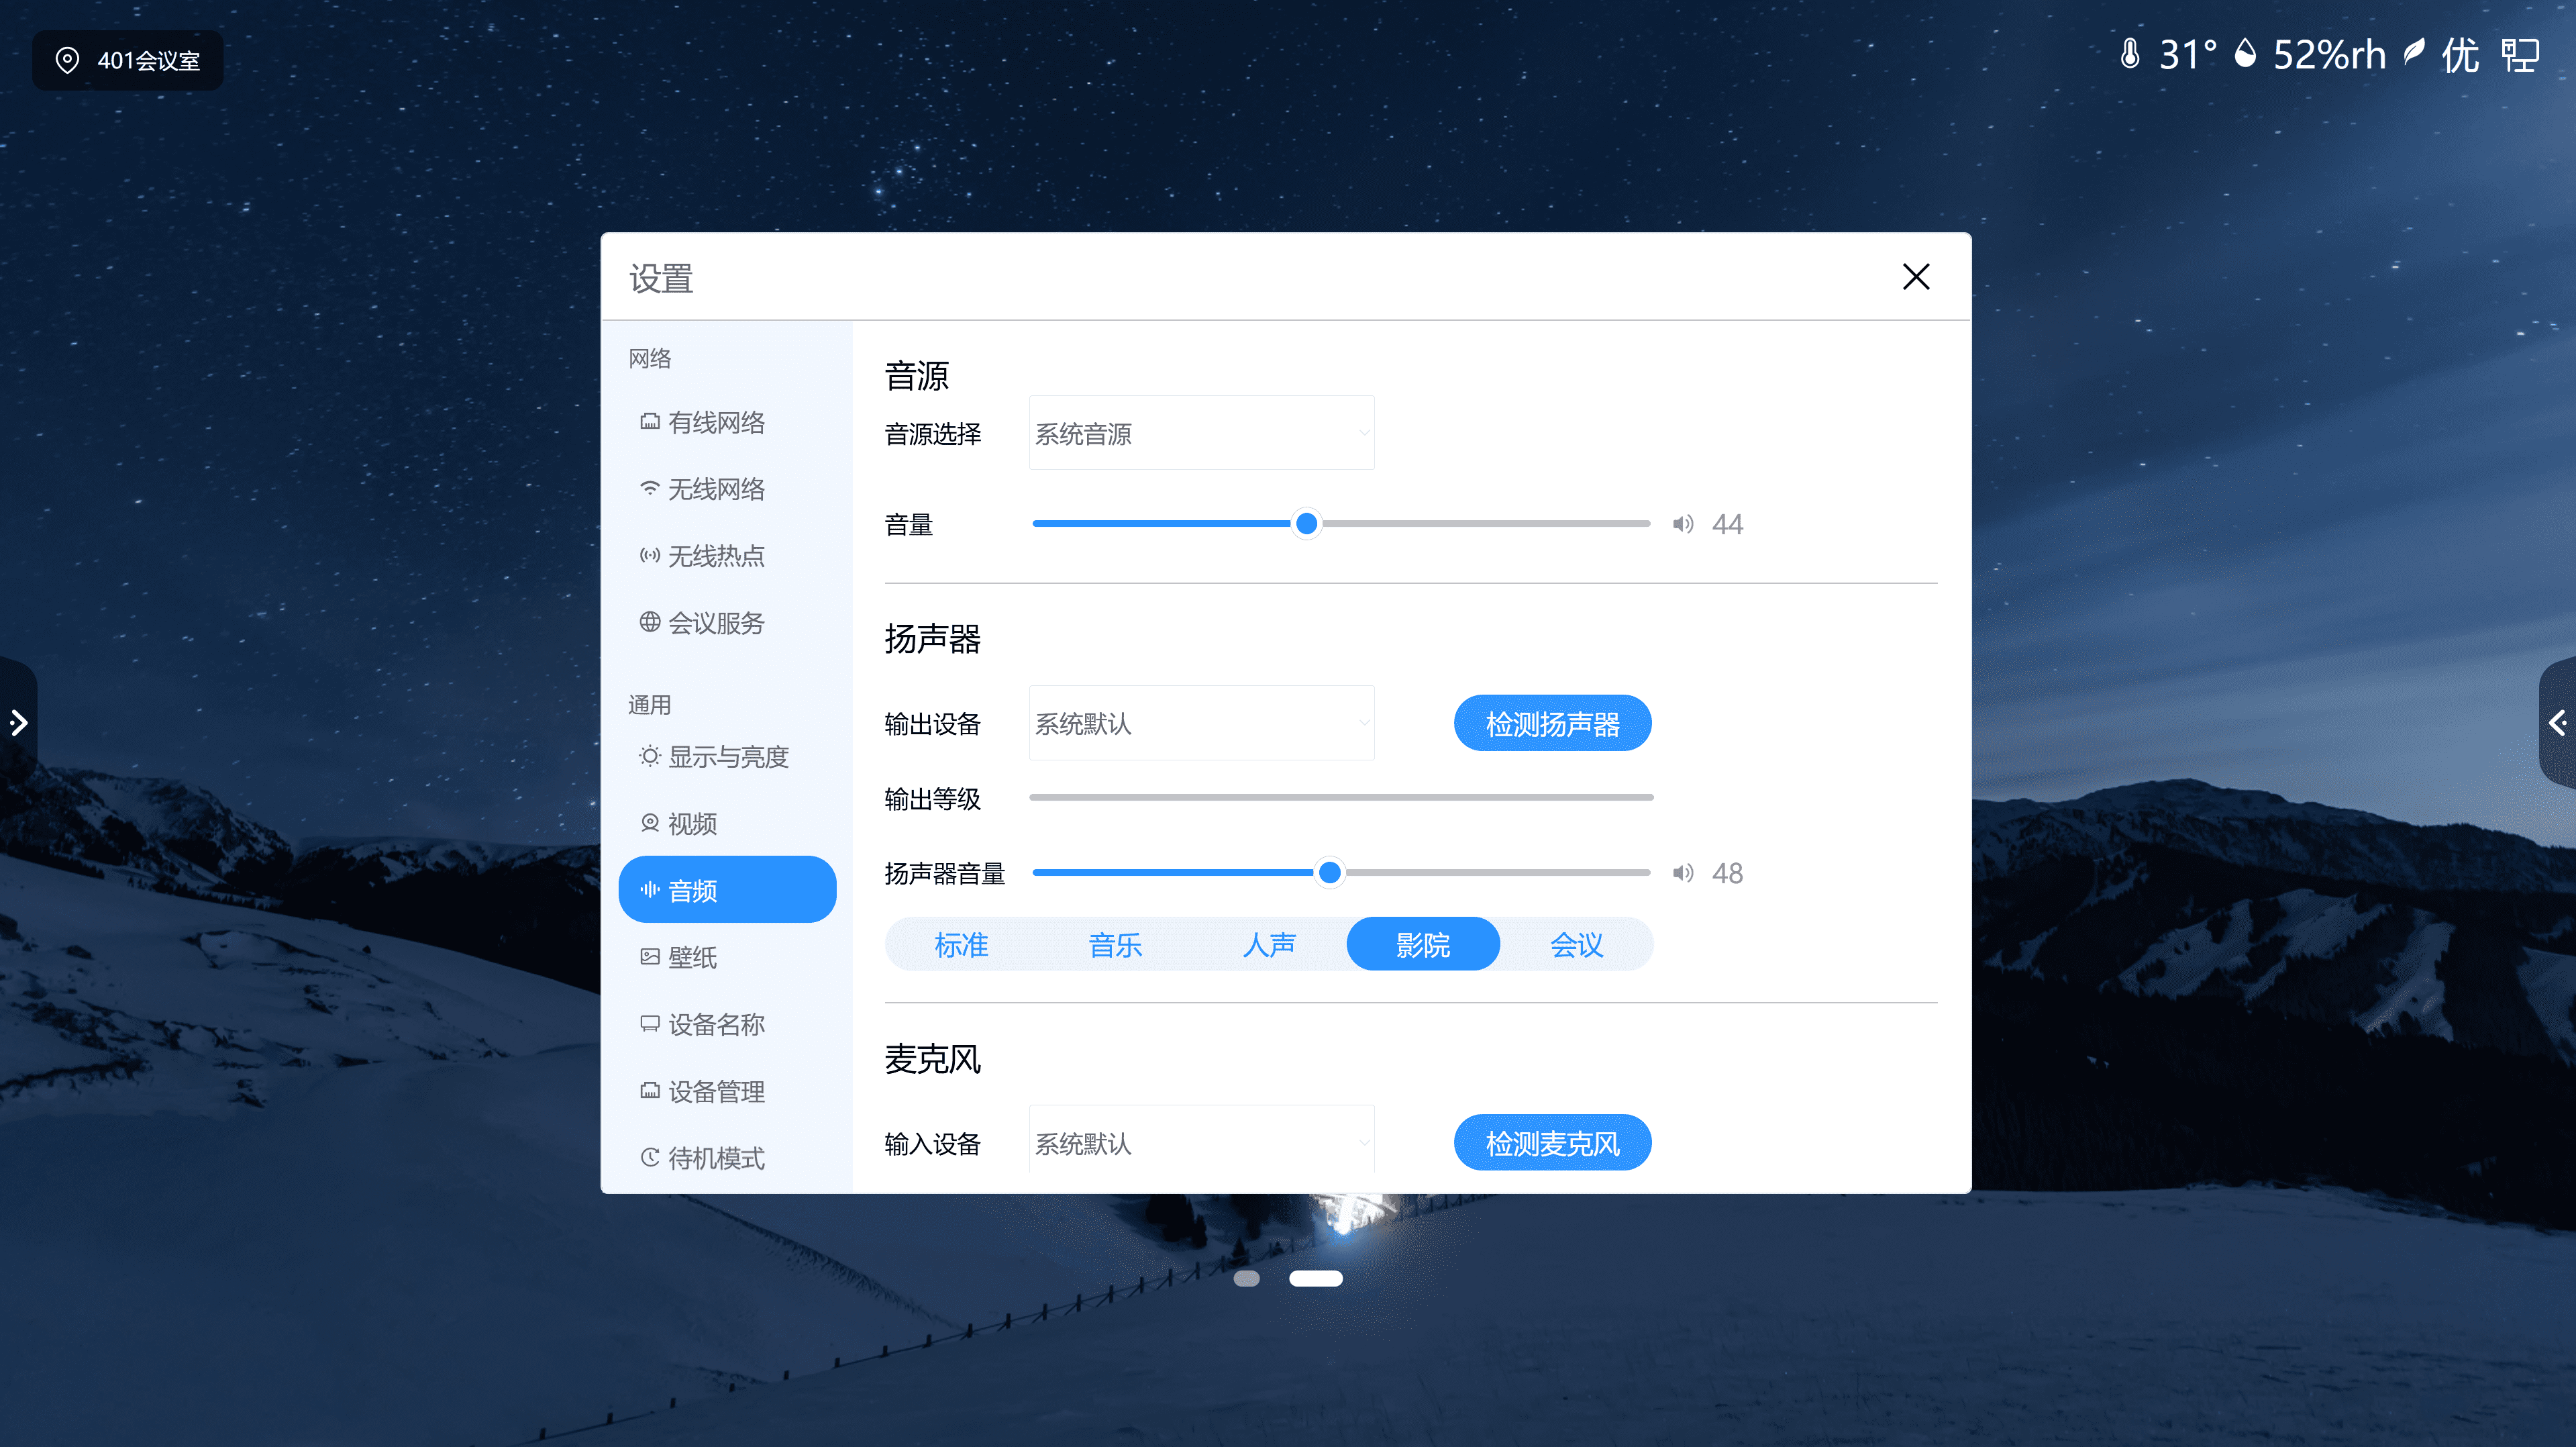 401会议室
31° 52%rh 优
设置
网络
有线网络
无线网络
无线热点
会议服务
通用
显示与亮度
视频
音频
壁纸
设备名称
设备管理
待机模式
音源
音源选择 系统音源
音量 44
扬声器
输出设备 系统默认 检测扬声器
输出等级
扬声器音量 48
标准 音乐 人声 影院 会议
麦克风
输入设备 系统默认 检测麦克风